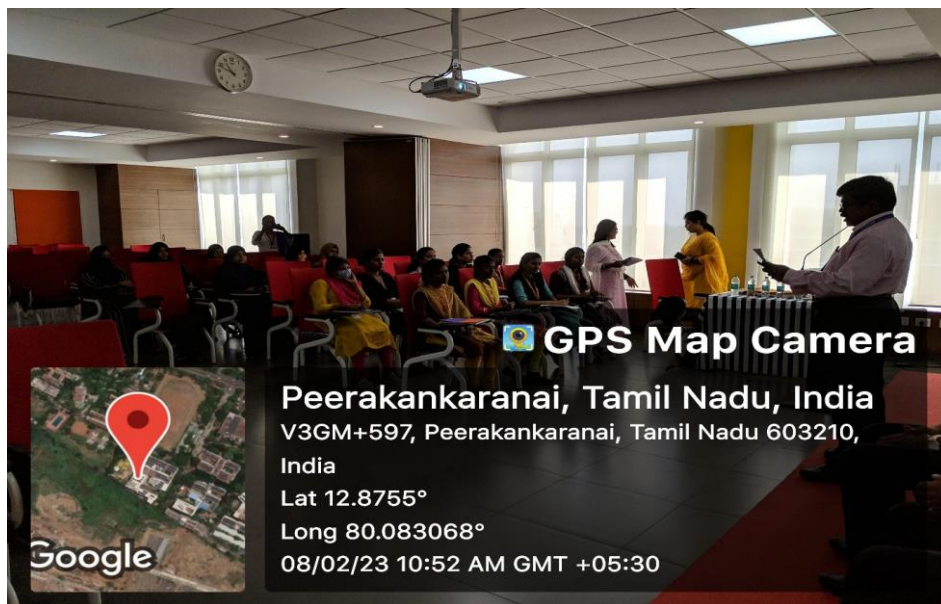 GPS Map Camera
Peerakankaranai, Tamil Nadu, India
V3GM+597, Peerakankaranai, Tamil Nadu 603210,
India
Lat 12.8755°
Long 80.083068°
08/02/23 10:52 AM GMT +05:30
Google